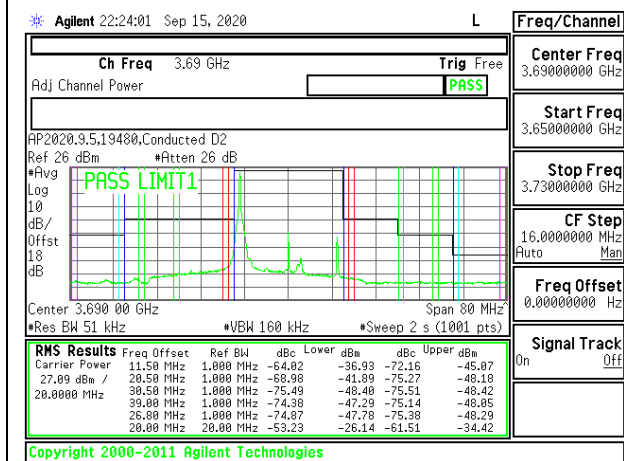 Agilent 22:24:01 Sep 15, 2020 L Freq/Channel
Ch Freq 3.69 GHz Trig Free
Adj Channel Power PASS
Center Freq
3.69000000 GHz
Start Freq
3.65000000 GHz
AP2020.9.5,19480,Conducted D2
Ref 26 dBm #Atten 26 dB
#Avg
Log
10
dB/
Offst
18
dB
PASS LIMIT1
Stop Freq
3.73000000 GHz
CF Step
16.0000000 MHz
Auto Man
Freq Offset
0.00000000 Hz
Center 3.690 00 GHz Span 80 MHz^
#Res BW 51 kHz #VBW 160 kHz #Sweep 2 s (1001 pts)
Signal Track
On Off
RMS Results Freq Offset Ref BW dBc Lower dBm dBc Upper dBm
Carrier Power 11.50 MHz 1.000 MHz -64.02 -36.93 -72.16 -45.07
27.09 dBm / 20.50 MHz 1.000 MHz -68.98 -41.89 -75.27 -48.18
20.0000 MHz 30.50 MHz 1.000 MHz -75.49 -48.40 -75.51 -48.42
39.00 MHz 1.000 MHz -74.38 -47.29 -75.14 -48.05
26.80 MHz 1.000 MHz -74.87 -47.78 -75.38 -48.29
20.00 MHz 20.00 MHz -53.23 -26.14 -61.51 -34.42
Copyright 2000-2011 Agilent Technologies